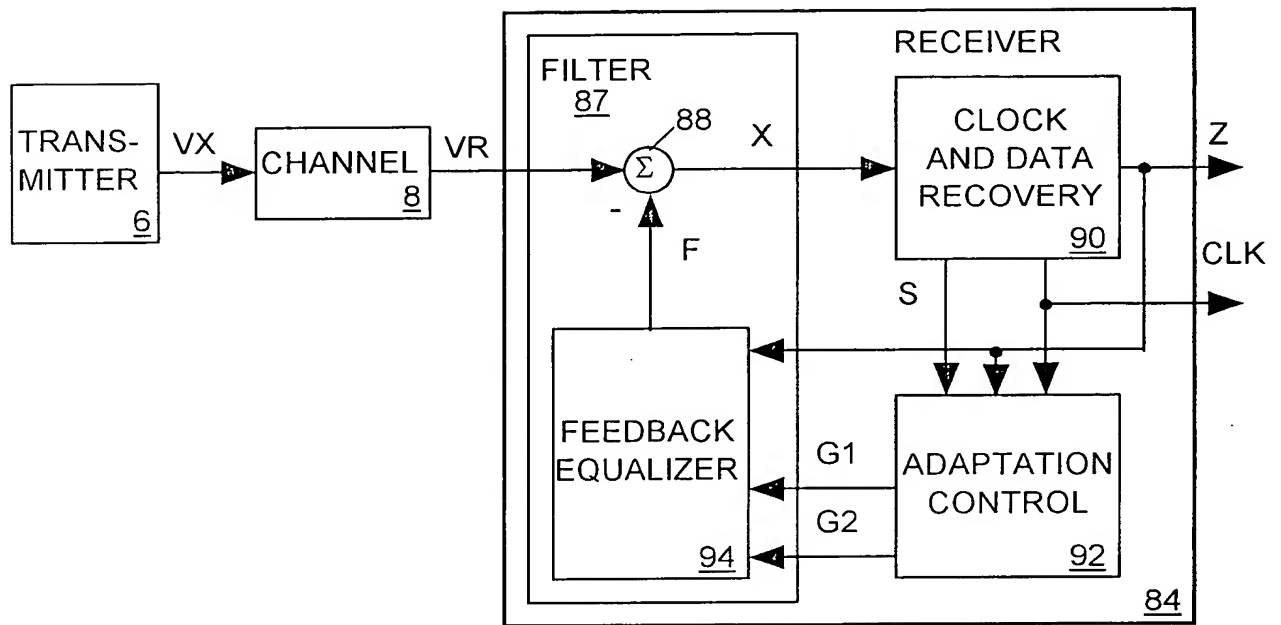 RECEIVER
FILTER
87
88
TRANS-
MITTER
6
VX
CHANNEL
8
VR
Σ
-
X
CLOCK
AND DATA
RECOVERY
90
Z
CLK
F
S
FEEDBACK
EQUALIZER
94
G1
G2
ADAPTATION
CONTROL
92
84